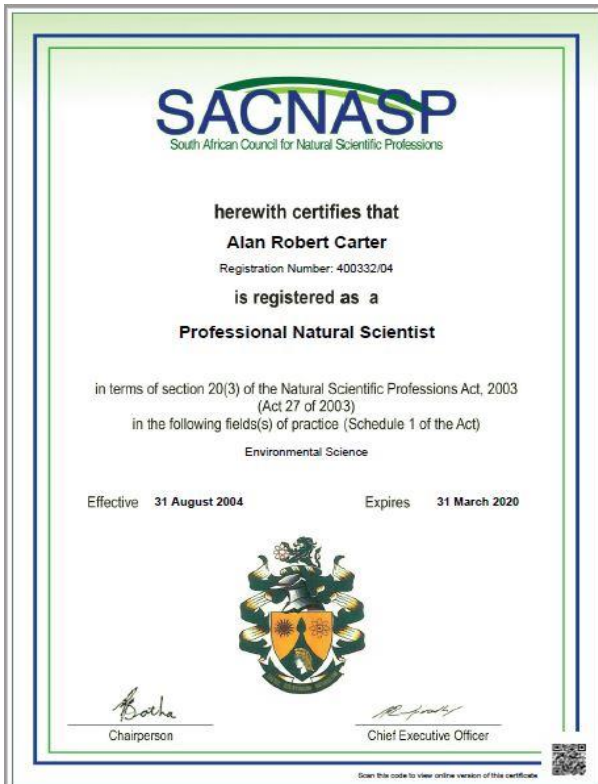 SACNASP
South African Council for Natural Scientific Professions
herewith certifies that
Alan Robert Carter
Registration Number: 400332/04
is registered as a
Professional Natural Scientist
in terms of section 20(3) of the Natural Scientific Professions Act, 2003
(Act 27 of 2003)
in the following fields(s) of practice (Schedule 1 of the Act)
Environmental Science
Effective 31 August 2004 Expires 31 March 2020
Botha
Chairperson Chief Executive Officer
Scan this code to view online version of this certificate